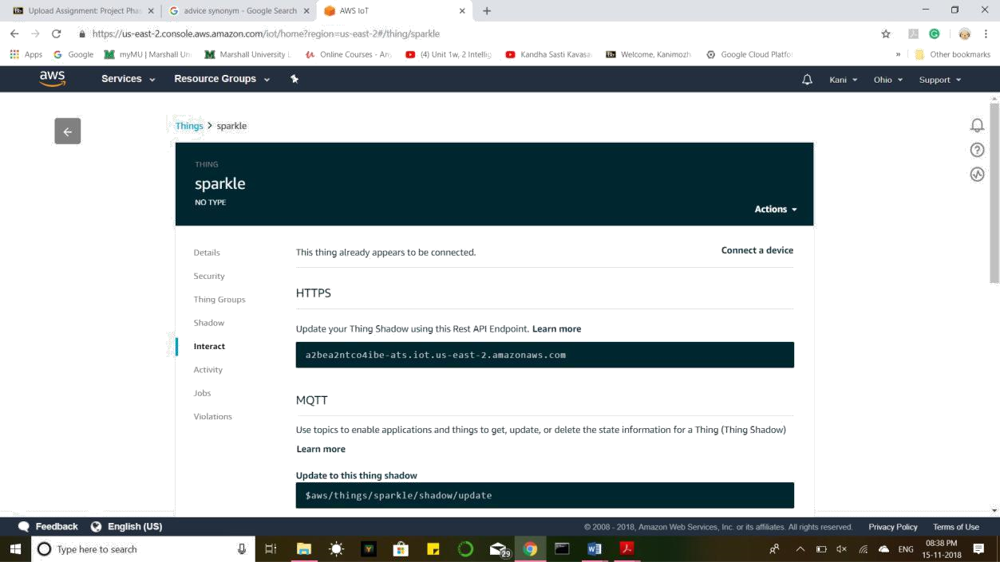 Upload Assignment: Project Phas
advice synonym - Google Search
AWS IoT
https://us-east-2.console.aws.amazon.com/iot/home?region=us-east-2#/thing/sparkle
Apps
Google
myMU | Marshall Un
Marshall University L
Online Courses - Any
(4) Unit 1w, 2 Intellig
Kandha Sasti Kavasa
Welcome, Kanimozh
Google Cloud Platfo
» Other bookmarks
aws
Services
Resource Groups
Kani
Ohio
Support
Things > sparkle
THING
sparkle
NO TYPE
Actions
Details
Security
Thing Groups
Shadow
Interact
Activity
Jobs
Violations
This thing already appears to be connected.
Connect a device
HTTPS
Update your Thing Shadow using this Rest API Endpoint. Learn more
a2bea2ntco4ibe-ats.iot.us-east-2.amazonaws.com
MQTT
Use topics to enable applications and things to get, update, or delete the state information for a Thing (Thing Shadow)
Learn more
Update to this thing shadow
$aws/things/sparkle/shadow/update
Feedback
English (US)
© 2008 - 2018, Amazon Web Services, Inc. or its affiliates. All rights reserved.
Privacy Policy
Terms of Use
Type here to search
29
ENG
08:38 PM
15-11-2018